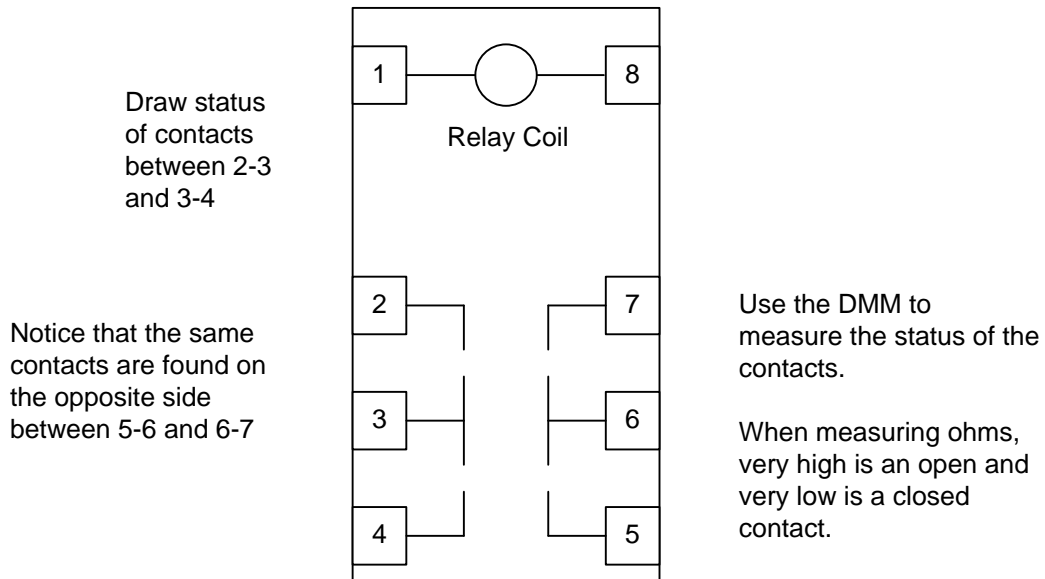 1
8
Relay Coil
Draw status
of contacts
between 2-3
and 3-4
2
7
Notice that the same
contacts are found on
the opposite side
between 5-6 and 6-7
3
6
4
5
Use the DMM to
measure the status of the
contacts.
When measuring ohms,
very high is an open and
very low is a closed
contact.